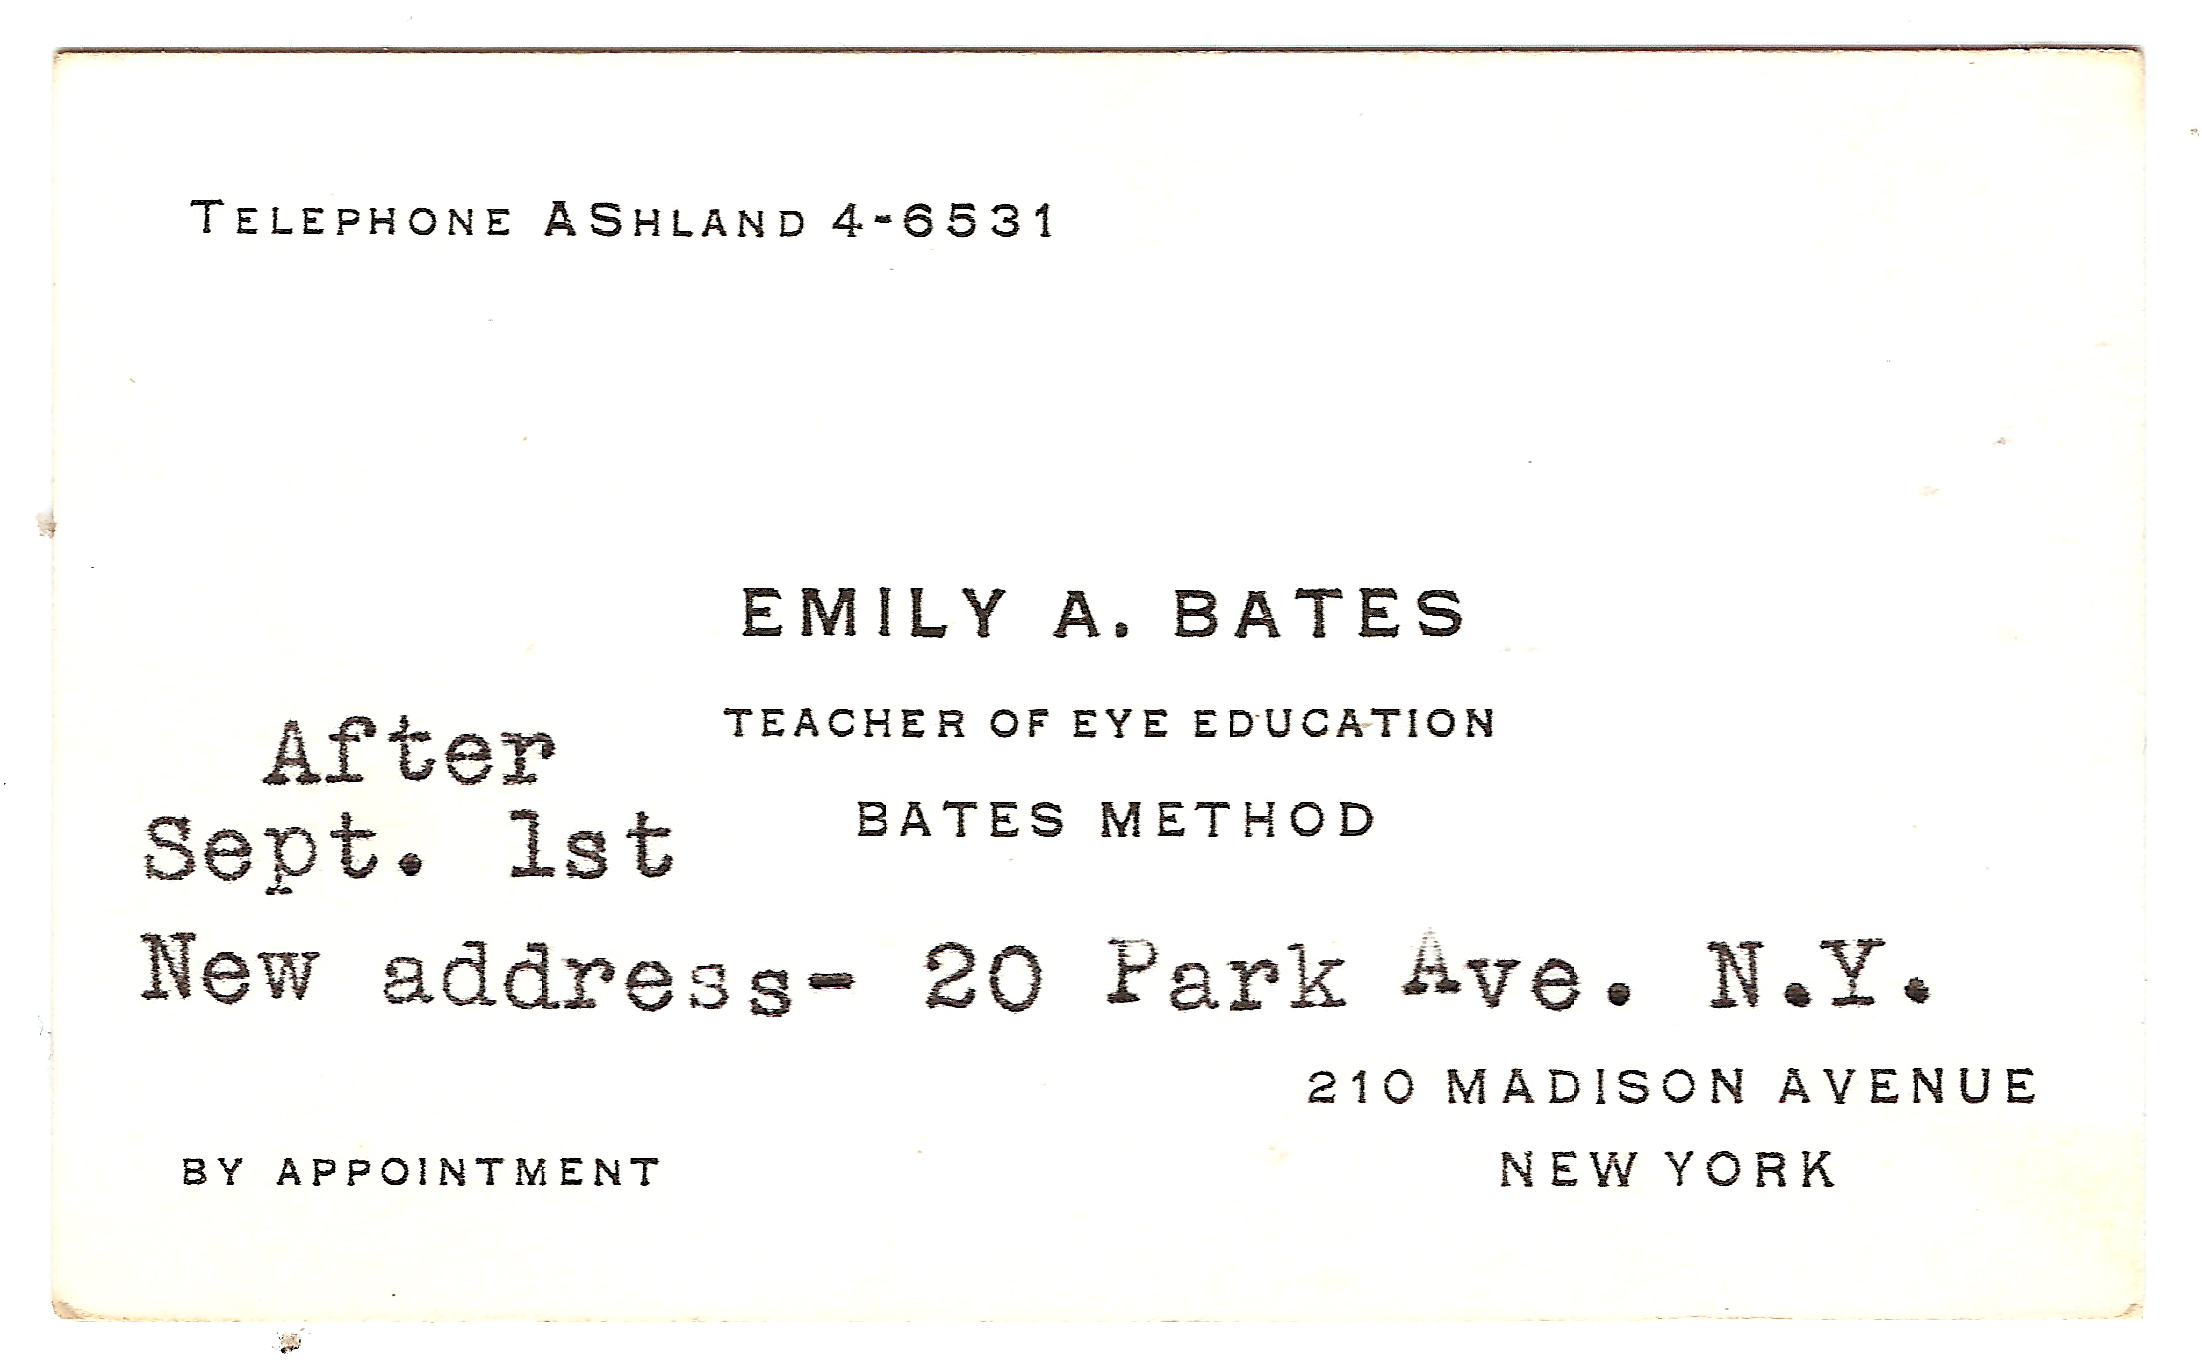 TELEPHONE ASHLAND 4-6531
EMILY A. BATES
TEACHER OF EYE EDUCATION
BATES METHOD
After
Sept. 1st
New address- 20 Park Ave. N.Y.
210 MADISON AVENUE
NEW YORK
BY APPOINTMENT